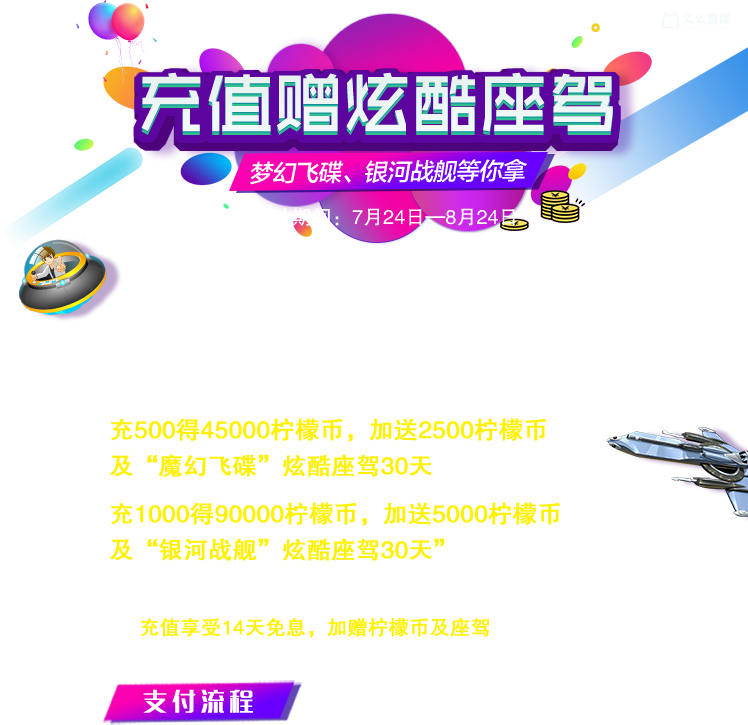 充值赠炫酷座驾
梦幻飞碟、银河战舰等你拿
期间：7月24日—8月24日
充500得45000柠檬币，加送2500柠檬币
及“魔幻飞碟”炫酷座驾30天
充1000得90000柠檬币，加送5000柠檬币
及“银河战舰”炫酷座驾30天”
充值享受14天免息，加赠柠檬币及座驾
支付流程